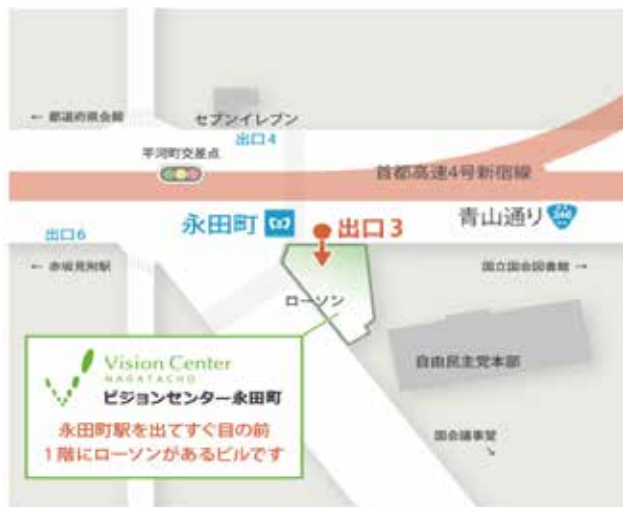 ← 都道府県会館
セブンイレブン
出口4
平河町交差点
首都高速4号新宿線
永田町
出口3
青山通り
246
出口6
← 赤坂見附駅
国立国会図書館 →
ローソン
Vision Center
NAGATACHO
ビジョンセンター永田町
永田町駅を出てすぐ目の前
1階にローソンがあるビルです
自由民主党本部
国会議事堂
↘